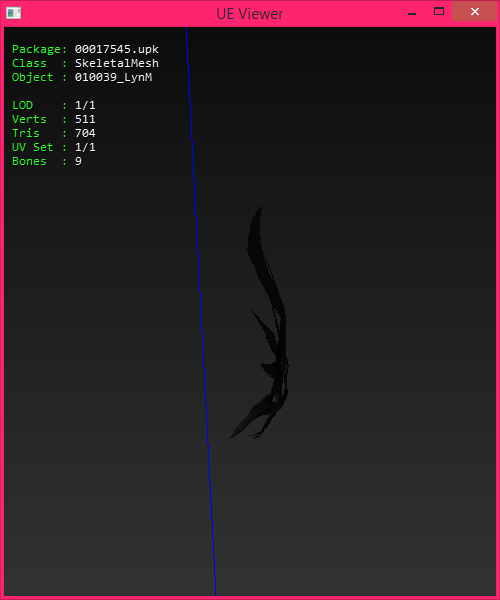 UE Viewer
Package: 00017545.upk
Class  : SkeletalMesh
Object : 010039_LynM
LOD    : 1/1
Verts  : 511
Tris   : 704
UV Set : 1/1
Bones  : 9